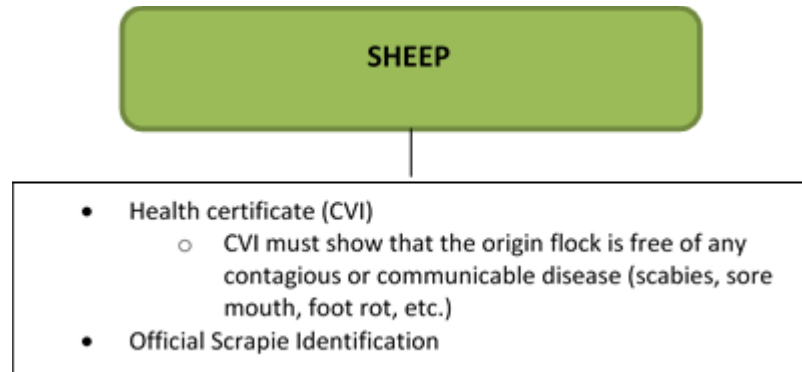 SHEEP
• Health certificate (CVI)
o CVI must show that the origin flock is free of any
contagious or communicable disease (scabies, sore
mouth, foot rot, etc.)
• Official Scrapie Identification